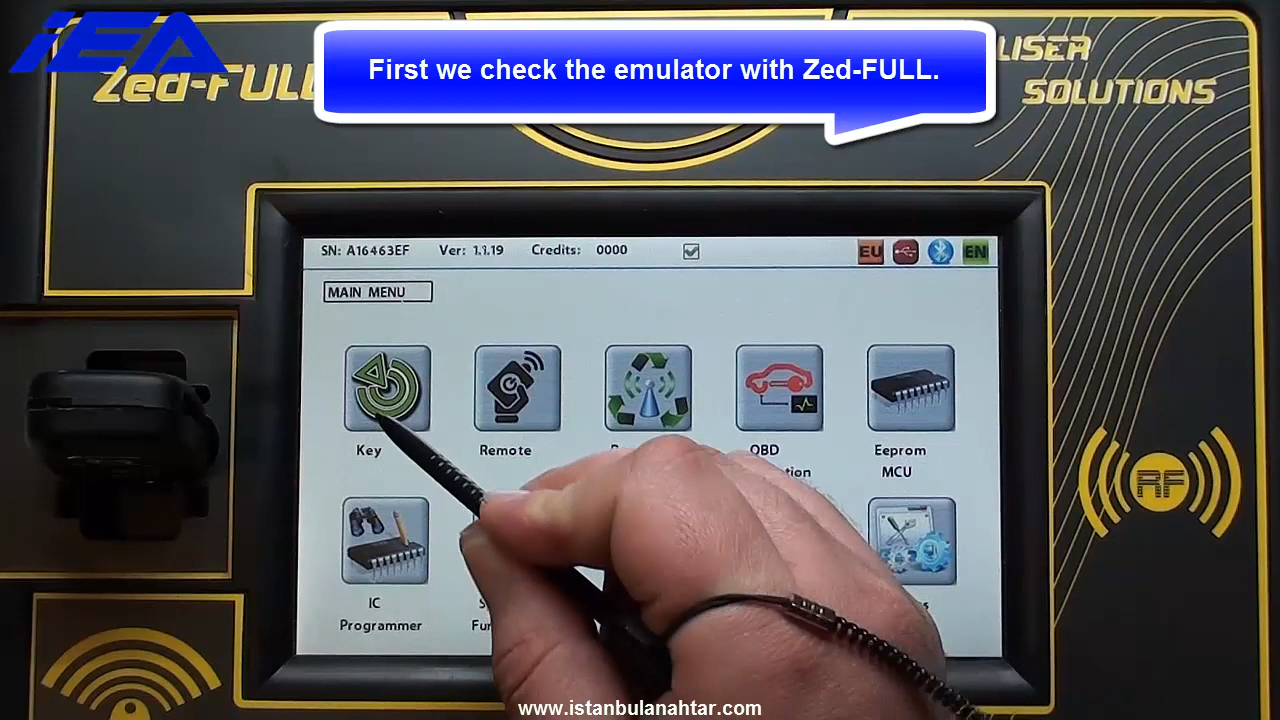 iEA
First we check the emulator with Zed-FULL.
Zed-FULL
LISER
SOLUTIONS
SN: A16463EF Ver: 1.1.19 Credits: 0000 EU EN
MAIN MENU
Key Remote OBD Eeprom
MCU
IC
Programmer
RF
www.istanbulanahtar.com